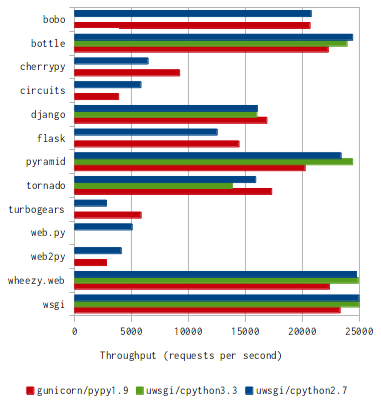 bobo
bottle
cherrypy
circuits
django
flask
pyramid
tornado
turbogears
web.py
web2py
wheezy.web
wsgi
0 5000 10000 15000 20000 25000
Throughput (requests per second)
gunicorn/pypy1.9 uwsgi/cpython3.3 uwsgi/cpython2.7